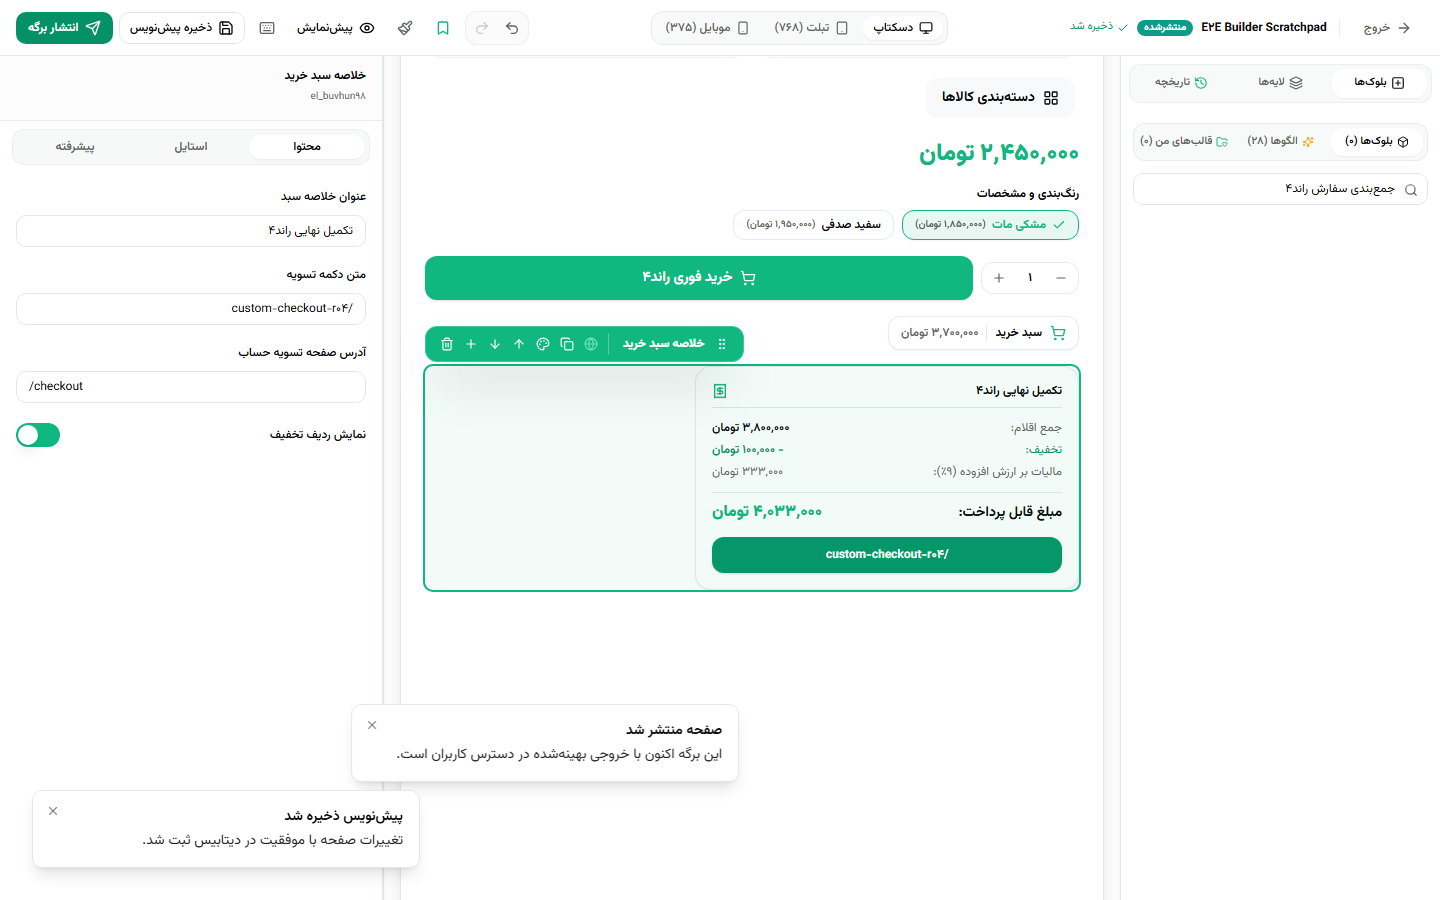 خروج
E2E Builder Scratchpad
منتشرشده
ذخیره شد
دسکتاپ
تبلت (۷۶۸)
موبایل (۳۷۵)
پیش‌نمایش
ذخیره پیش‌نویس
انتشار برگه
بلوک‌ها
لایه‌ها
تاریخچه
بلوک‌ها (۰)
الگوها (۲۸)
قالب‌های من (۰)
جمع‌بندی سفارش راند۴
دسته‌بندی کالاها
۲,۴۵۰,۰۰۰ تومان
رنگ‌بندی و مشخصات
مشکی مات (۱,۸۵۰,۰۰۰ تومان)
سفید صدفی (۱,۹۵۰,۰۰۰ تومان)
۱
خرید فوری راند۴
سبد خرید
۳,۷۰۰,۰۰۰ تومان
خلاصه سبد خرید
تکمیل نهایی راند۴
جمع اقلام:
۳,۸۰۰,۰۰۰ تومان
تخفیف:
- ۱۰۰,۰۰۰ تومان
مالیات بر ارزش افزوده (۹٪):
۳۳۳,۰۰۰ تومان
مبلغ قابل پرداخت:
۴,۰۳۳,۰۰۰ تومان
custom-checkout-r۰۴/
خلاصه سبد خرید
el_buvhun۹۸
محتوا
استایل
پیشرفته
عنوان خلاصه سبد
تکمیل نهایی راند۴
متن دکمه تسویه
custom-checkout-r۰۴/
آدرس صفحه تسویه حساب
/checkout
نمایش ردیف تخفیف
صفحه منتشر شد
این برگه اکنون با خروجی بهینه‌شده در دسترس کاربران است.
پیش‌نویس ذخیره شد
تغییرات صفحه با موفقیت در دیتابیس ثبت شد.